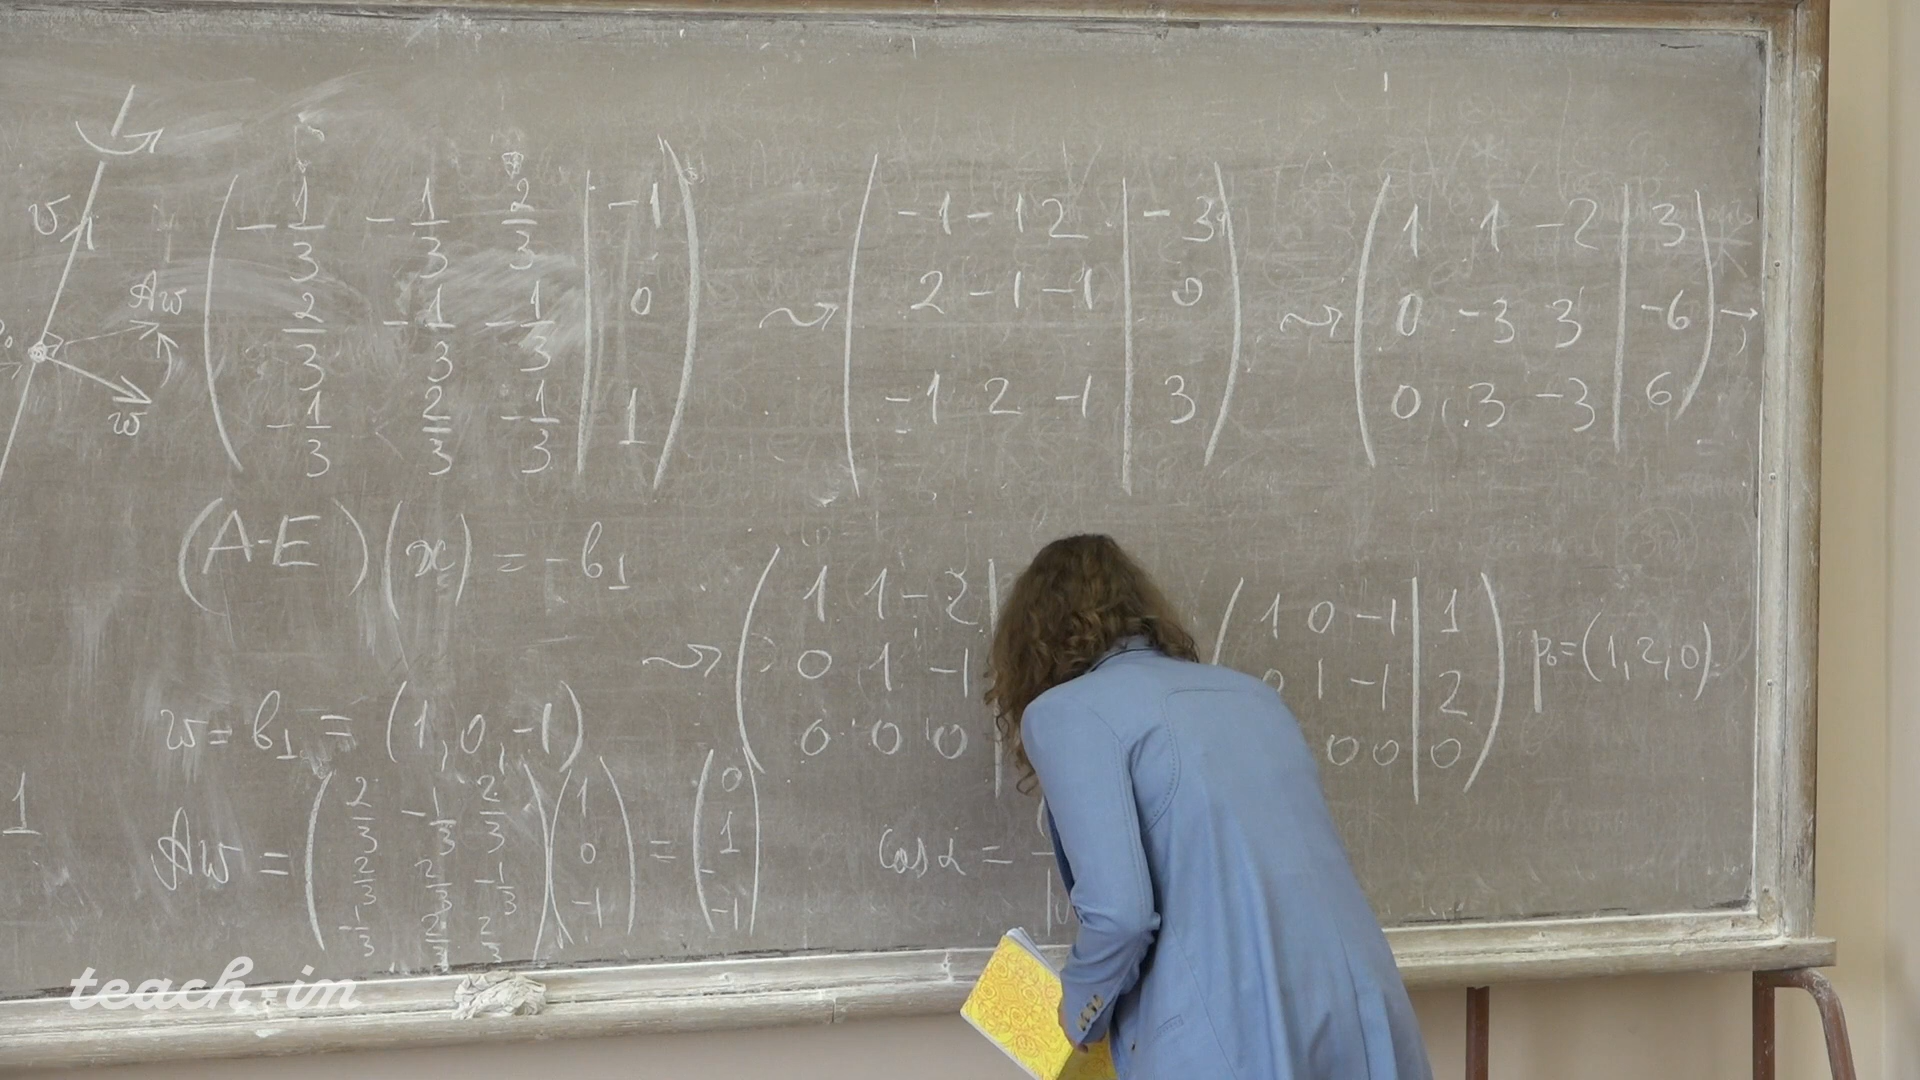 v₁
Aw
w
( -1/3 -1/3 2/3 | -1 )
( 2/3 -1/3 -1/3 | 0 )
( -1/3 2/3 -1/3 | 1 )
⇝ ( -1 -1 2 | -3 )
( 2 -1 -1 | 0 )
( -1 2 -1 | 3 )
⇝ ( 1 1 -2 | 3 )
( 0 -3 3 | -6 ) →
( 0 3 -3 | 6 )
(A-E)(x) = -b₁
⇝ ( 1 1 -2 |
( 0 1 -1
( 0 0 0
( 1 0 -1 | 1 )
0 1 -1 | 2 )
0 0 | 0 )
p₀=(1,2,0)
w = b₁ = (1,0,-1)
1
Aw = ( 2/3 -1/3 2/3 ) ( 1 ) = ( 0 )
( 2/3 2/3 -1/3 ) ( 0 ) ( 1 )
( -1/3 2/3 2/3 ) ( -1 ) ( -1 )
cos α =
teach-in